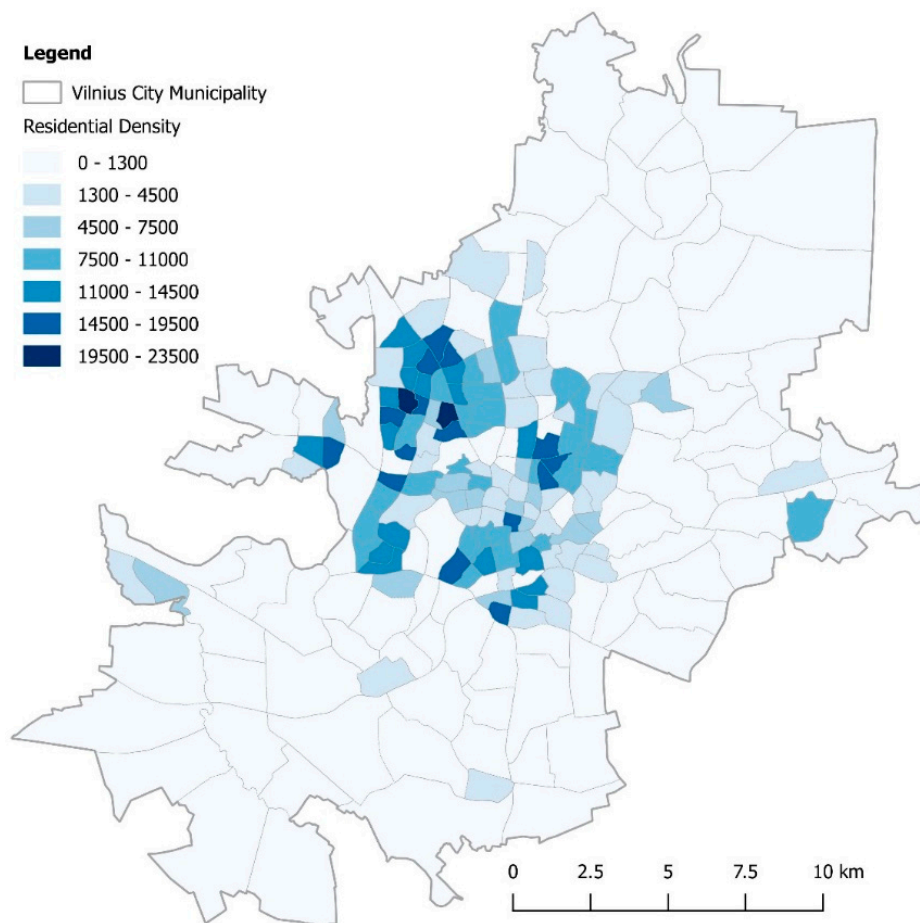 Legend
Vilnius City Municipality
Residential Density
0 - 1300
1300 - 4500
4500 - 7500
7500 - 11000
11000 - 14500
14500 - 19500
19500 - 23500
0 2.5 5 7.5 10 km